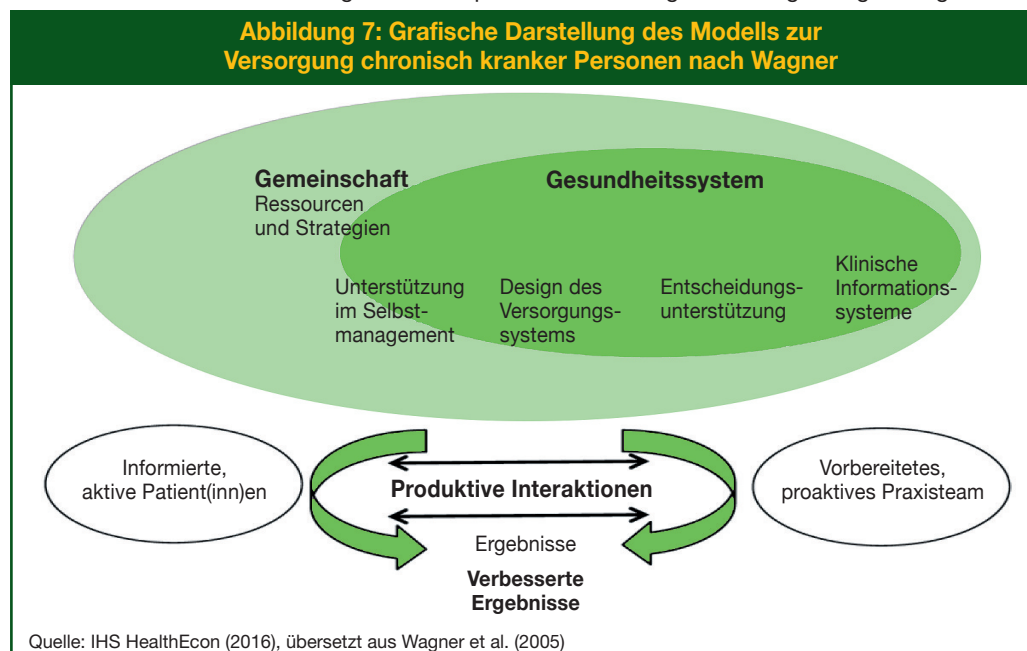 Abbildung 7: Grafische Darstellung des Modells zur
Versorgung chronisch kranker Personen nach Wagner
Gemeinschaft
Ressourcen
und Strategien
Gesundheitssystem
Unterstützung
im Selbst-
management
Design des
Versorgungs-
systems
Entscheidungs-
unterstützung
Klinische
Informations-
systeme
Informierte,
aktive Patient(inn)en
Produktive Interaktionen
Vorbereitetes,
proaktives Praxisteam
Ergebnisse
Verbesserte
Ergebnisse
Quelle: IHS HealthEcon (2016), übersetzt aus Wagner et al. (2005)